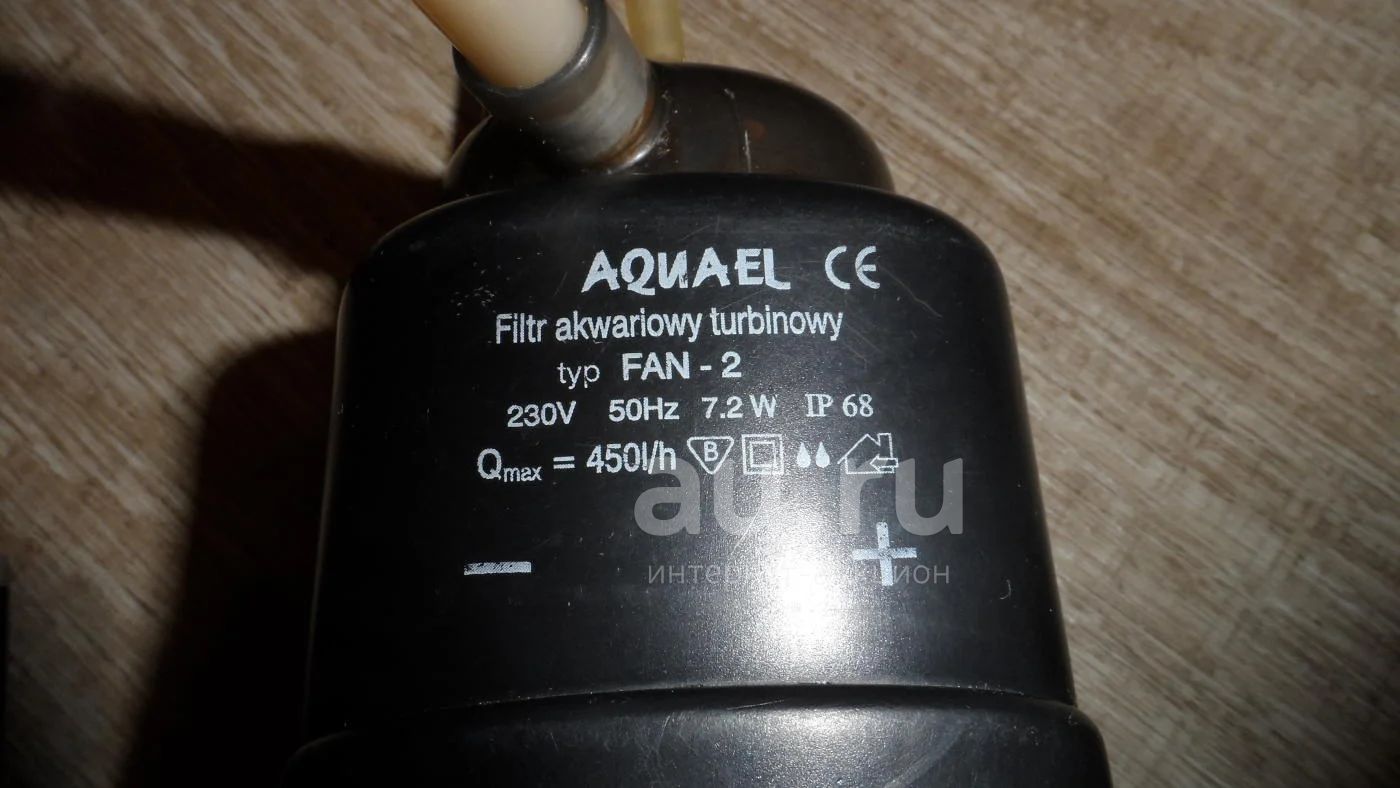 AQUAEL CE
Filtr akwariowy turbinowy
typ FAN - 2
230V 50Hz 7.2 W IP 68
Qmax = 450l/h B
au.ru
− +
интернет-аукцион